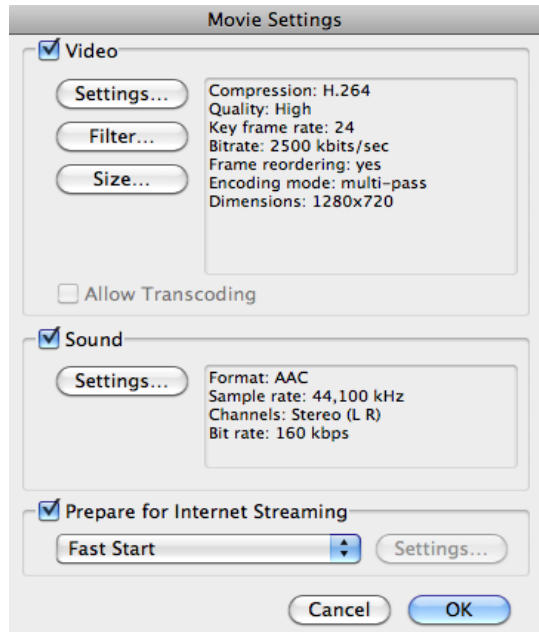 Movie Settings
Video
Settings...
Filter...
Size...
Compression: H.264
Quality: High
Key frame rate: 24
Bitrate: 2500 kbits/sec
Frame reordering: yes
Encoding mode: multi-pass
Dimensions: 1280x720
Allow Transcoding
Sound
Settings...
Format: AAC
Sample rate: 44,100 kHz
Channels: Stereo (L R)
Bit rate: 160 kbps
Prepare for Internet Streaming
Fast Start
Settings...
Cancel
OK